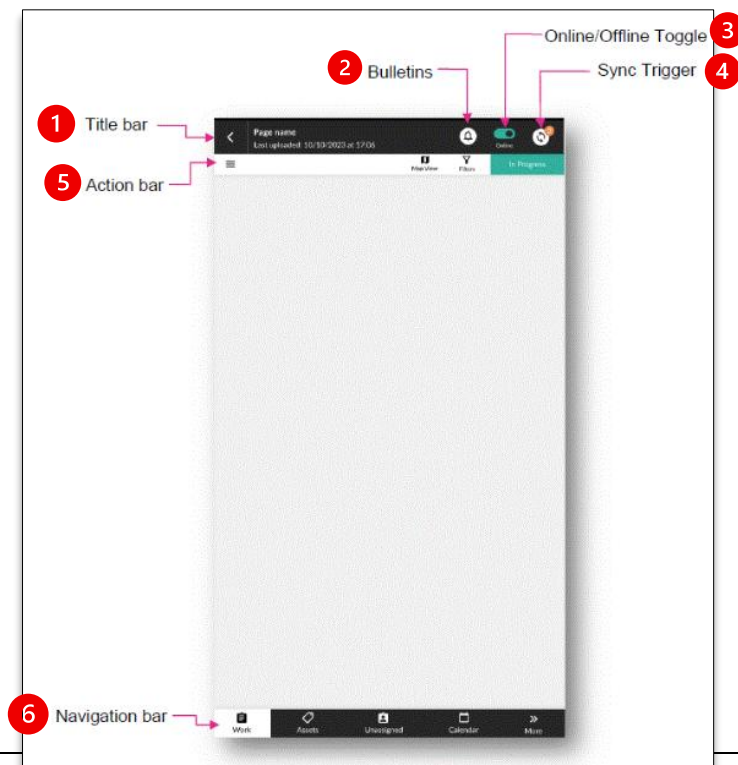 Online/Offline Toggle 3
2 Bulletins
Sync Trigger 4
1 Title bar
Page name
Last uploaded: 10/10/2023 at 17:06
Online
5 Action bar
Filters
In Progress
6 Navigation bar
Work
Assets
Unassigned
Calendar
More